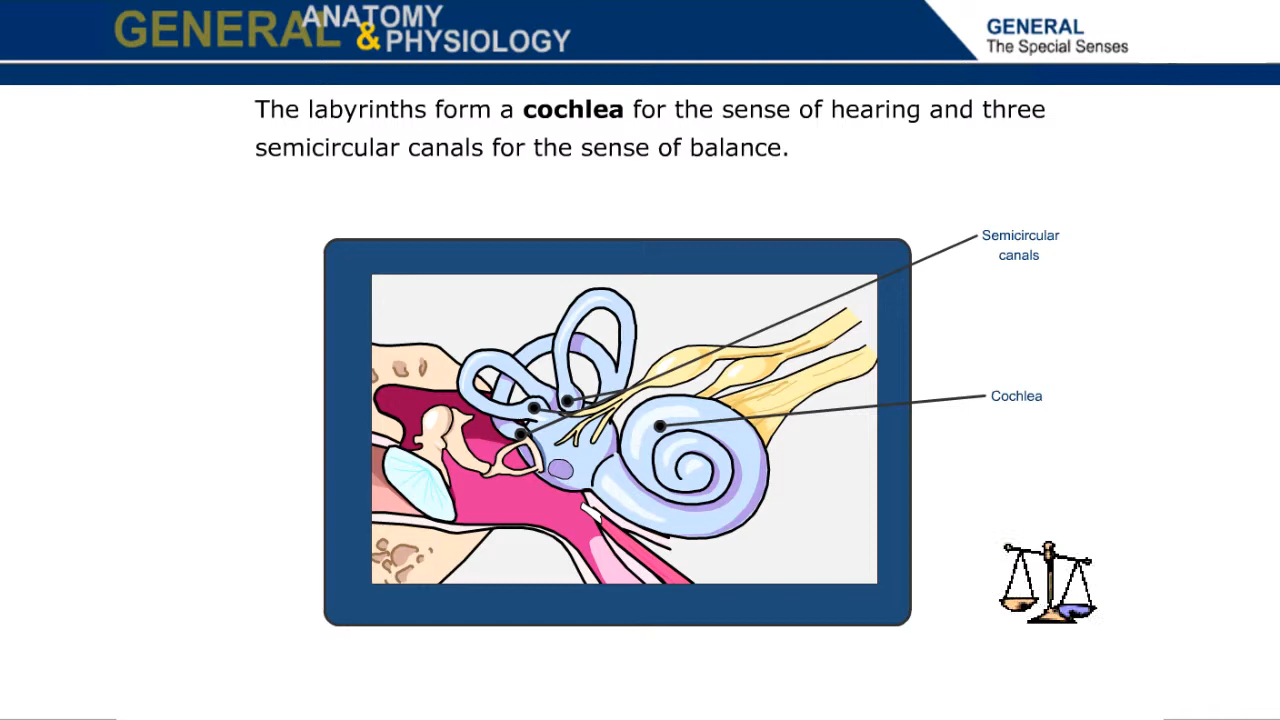 GENERAL ANATOMY
& PHYSIOLOGY
GENERAL
The Special Senses
The labyrinths form a cochlea for the sense of hearing and three
semicircular canals for the sense of balance.
Semicircular
canals
Cochlea